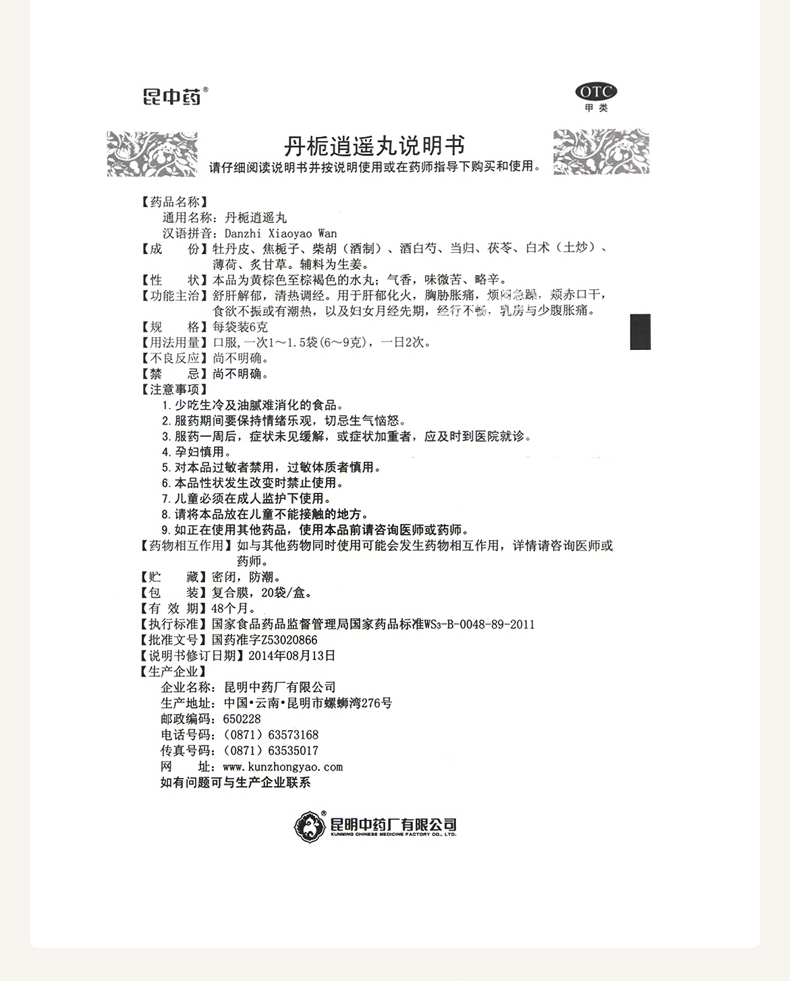 昆中药®
OTC
甲类
丹栀逍遥丸说明书
请仔细阅读说明书并按说明使用或在药师指导下购买和使用。
【药品名称】
通用名称：丹栀逍遥丸
汉语拼音：Danzhi Xiaoyao Wan
【成　　份】牡丹皮、焦栀子、柴胡（酒制）、酒白芍、当归、茯苓、白术（土炒）、
薄荷、炙甘草。辅料为生姜。
【性　　状】本品为黄棕色至棕褐色的水丸；气香，味微苦、略辛。
【功能主治】舒肝解郁，清热调经。用于肝郁化火，胸胁胀痛，烦闷急躁，颊赤口干，
食欲不振或有潮热，以及妇女月经先期，经行不畅，乳房与少腹胀痛。
【规　　格】每袋装6克
【用法用量】口服,一次1～1.5袋(6～9克)，一日2次。
【不良反应】尚不明确。
【禁　　忌】尚不明确。
【注意事项】
1.少吃生冷及油腻难消化的食品。
2.服药期间要保持情绪乐观，切忌生气恼怒。
3.服药一周后，症状未见缓解，或症状加重者，应及时到医院就诊。
4.孕妇慎用。
5.对本品过敏者禁用，过敏体质者慎用。
6.本品性状发生改变时禁止使用。
7.儿童必须在成人监护下使用。
8.请将本品放在儿童不能接触的地方。
9.如正在使用其他药品，使用本品前请咨询医师或药师。
【药物相互作用】如与其他药物同时使用可能会发生药物相互作用，详情请咨询医师或
药师。
【贮　　藏】密闭，防潮。
【包　　装】复合膜，20袋/盒。
【有 效 期】48个月。
【执行标准】国家食品药品监督管理局国家药品标准WS₃-B-0048-89-2011
【批准文号】国药准字Z53020866
【说明书修订日期】2014年08月13日
【生产企业】
企业名称：昆明中药厂有限公司
生产地址：中国•云南•昆明市螺蛳湾276号
邮政编码：650228
电话号码：（0871）63573168
传真号码：（0871）63535017
网　　址：www.kunzhongyao.com
如有问题可与生产企业联系
®
昆明中药厂有限公司
KUNMING CHINESE MEDICINE FACTORY CO., LTD.